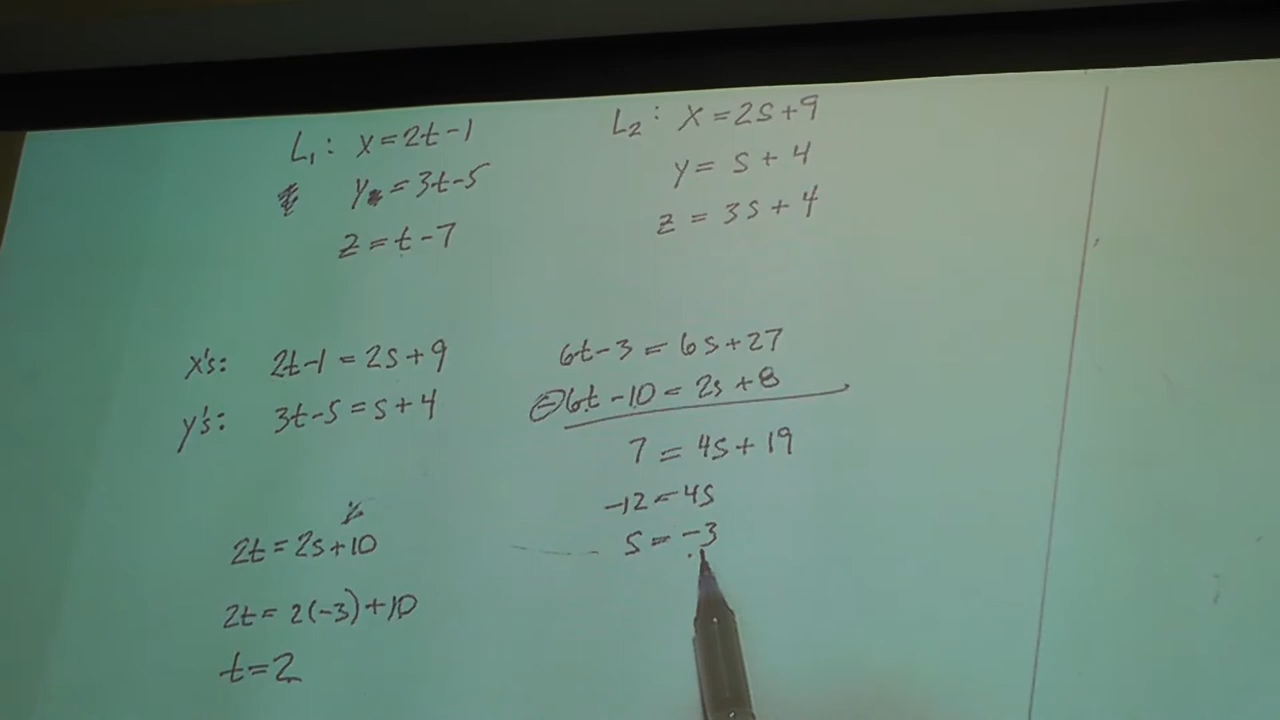 L₁: x = 2t - 1
y = 3t - 5
z = t - 7
L₂: x = 2s + 9
y = s + 4
z = 3s + 4
x's: 2t - 1 = 2s + 9
y's: 3t - 5 = s + 4
6t - 3 = 6s + 27
⊖ 6t - 10 = 2s + 8
7 = 4s + 19
-12 = 4s
s = -3
2t = 2s + 10
2t = 2(-3) + 10
t = 2